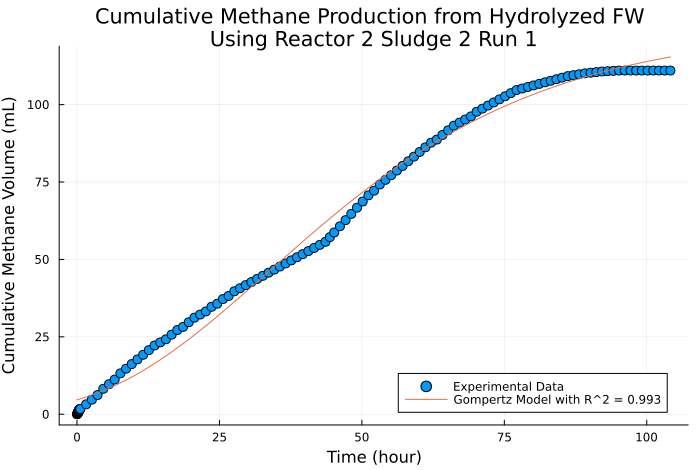 Cumulative Methane Production from Hydrolyzed FW
Using Reactor 2 Sludge 2 Run 1
Cumulative Methane Volume (mL)
100
75
50
25
0
Experimental Data
Gompertz Model with R^2 = 0.993
0 25 50 75 100
Time (hour)